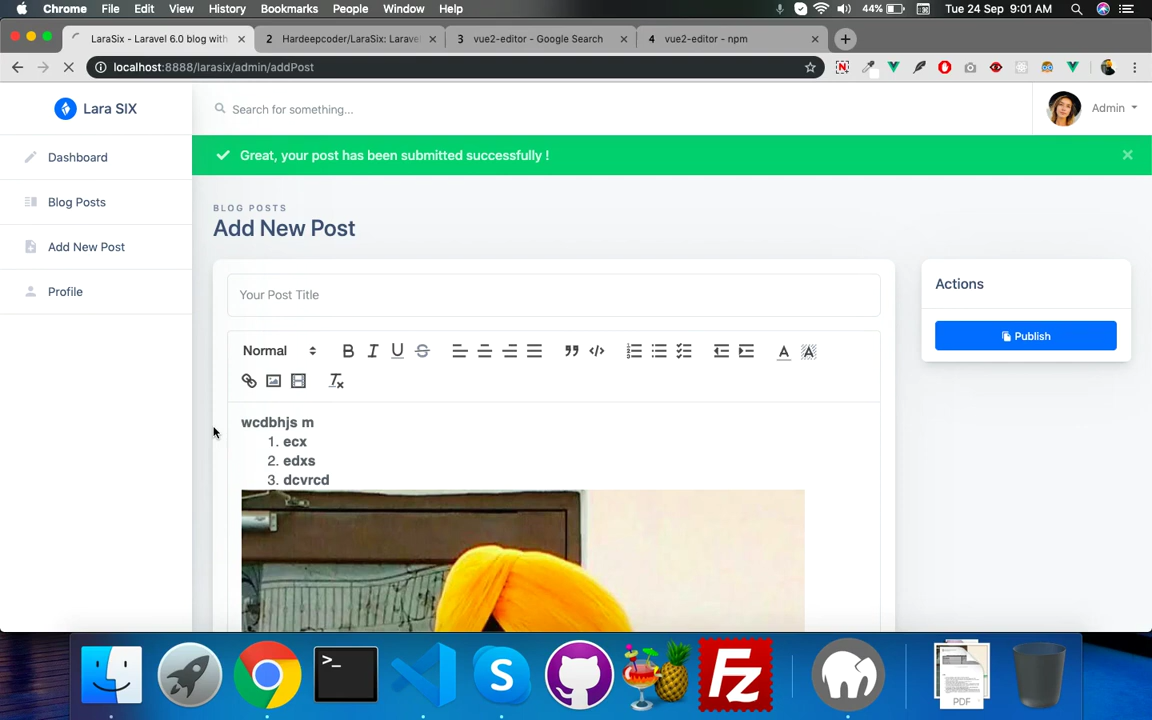 Chrome File Edit View History Bookmarks People Window Help 44% Tue 24 Sep 9:01 AM
LaraSix - Laravel 6.0 blog with 2 Hardeepcoder/LaraSix: Larave 3 vue2-editor - Google Search 4 vue2-editor - npm
localhost:8888/larasix/admin/addPost
Lara SIX Search for something... Admin
Great, your post has been submitted successfully !
Dashboard
Blog Posts
Add New Post
Profile
BLOG POSTS
Add New Post
Your Post Title
Actions
Publish
Normal
wcdbhjs m
1. ecx
2. edxs
3. dcvrcd
>_
S
Fz
PDF